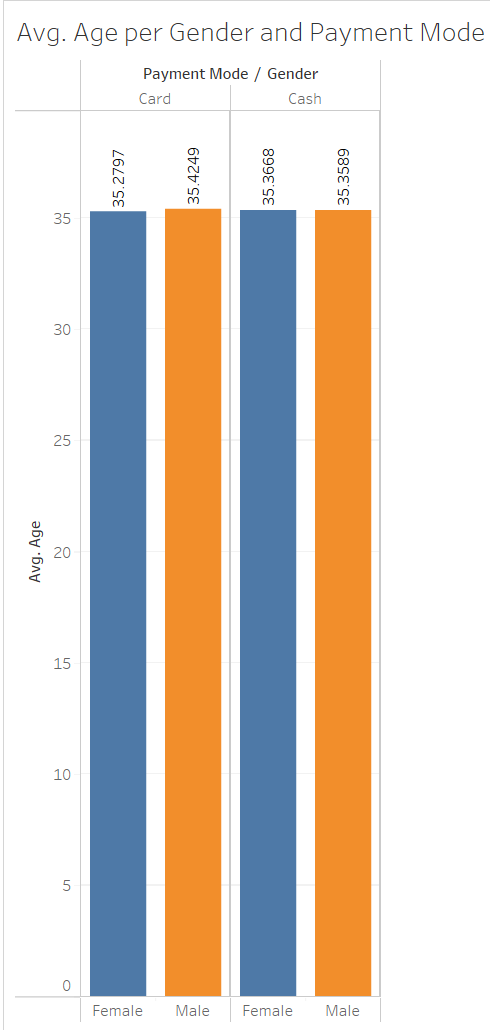 Avg. Age per Gender and Payment Mode
Payment Mode / Gender
Card Cash
35.2797 35.4249 35.3668 35.3589
35
30
25
20
15
10
5
0
Avg. Age
Female Male Female Male